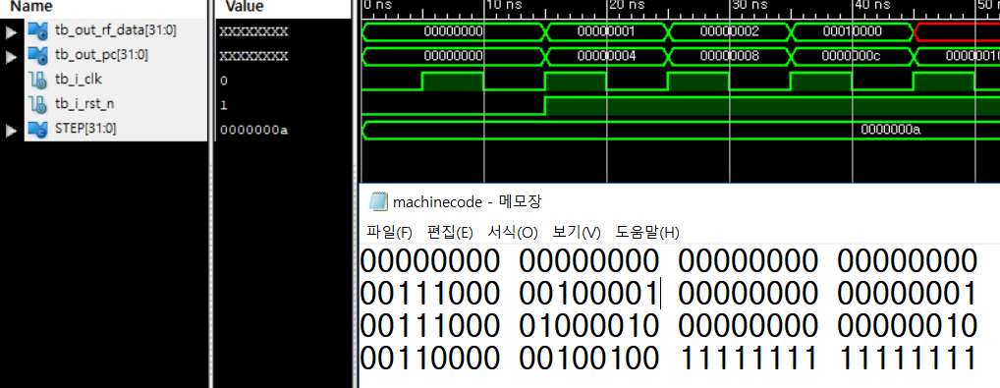 Name Value 0 ns 10 ns 20 ns 30 ns 40 ns 50 ns
tb_out_rf_data[31:0] XXXXXXXX 00000000 00000001 00000002 00010000
tb_out_pc[31:0] XXXXXXXX 00000000 00000004 00000008 0000000c 00000010
tb_i_clk 0
tb_i_rst_n 1
STEP[31:0] 0000000a 0000000a
machinecode - 메모장
파일(F) 편집(E) 서식(O) 보기(V) 도움말(H)
00000000 00000000 00000000 00000000
00111000 00100001 00000000 00000001
00111000 01000010 00000000 00000010
00110000 00100100 11111111 11111111